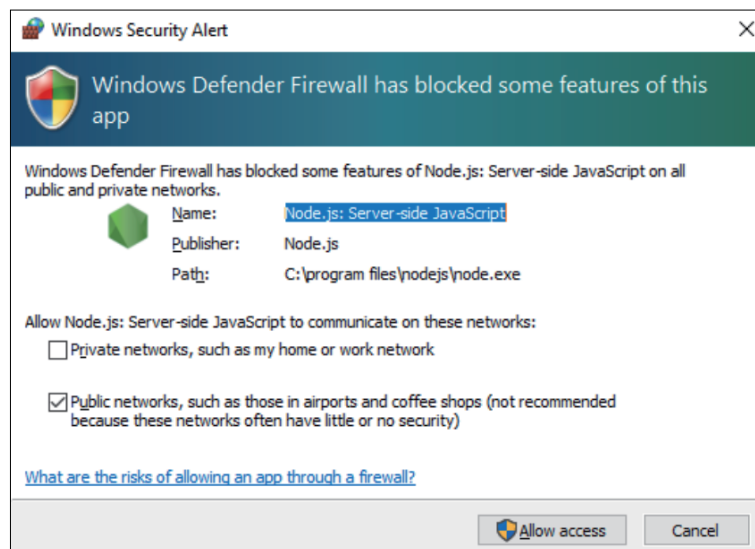 Windows Security Alert
Windows Defender Firewall has blocked some features of this
app
Windows Defender Firewall has blocked some features of Node.js: Server-side JavaScript on all
public and private networks.
Name: Node.js: Server-side JavaScript
Publisher: Node.js
Path: C:\program files\nodejs\node.exe
Allow Node.js: Server-side JavaScript to communicate on these networks:
Private networks, such as my home or work network
Public networks, such as those in airports and coffee shops (not recommended
because these networks often have little or no security)
What are the risks of allowing an app through a firewall?
Allow access Cancel